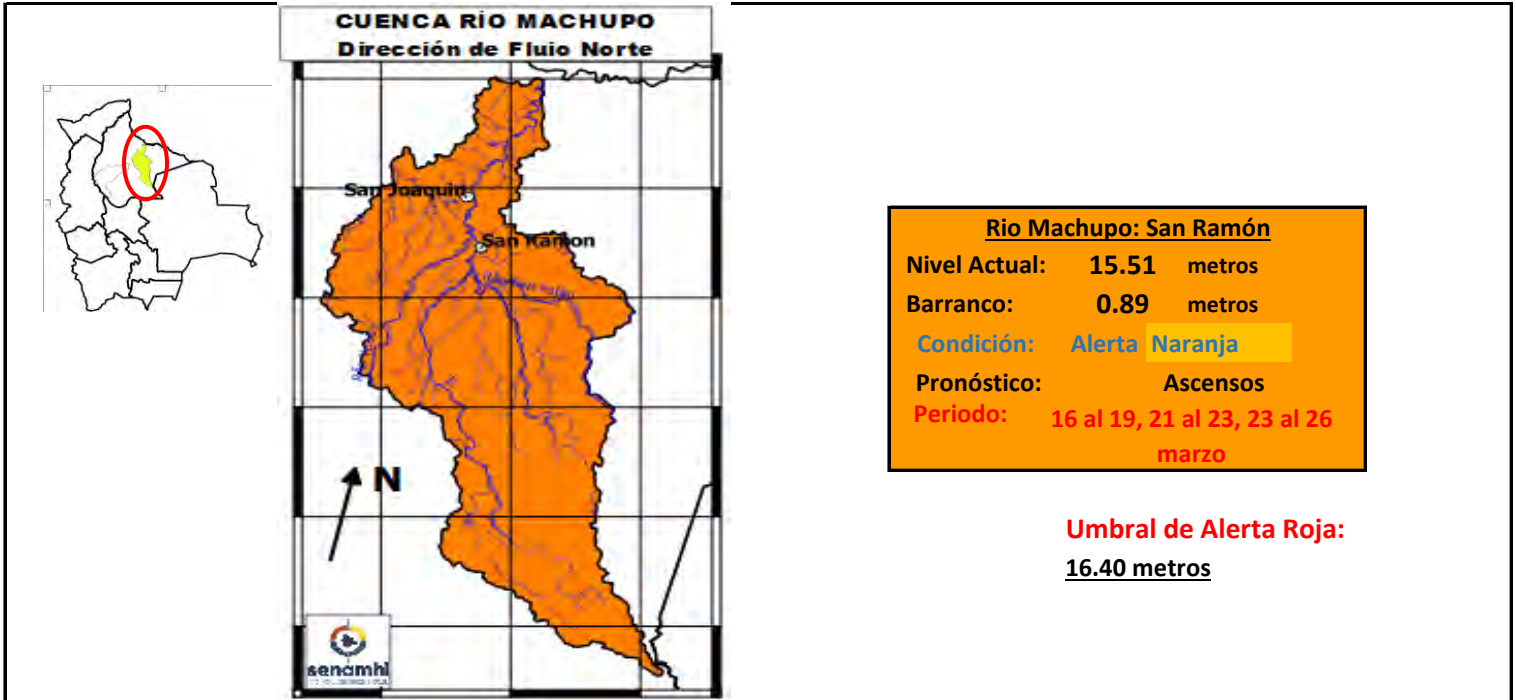 CUENCA RÍO MACHUPO
Dirección de Flujo Norte
San Joaquin
San Ramon
N
senamhi
Rio Machupo: San Ramón
Nivel Actual: 15.51 metros
Barranco: 0.89 metros
Condición: Alerta Naranja
Pronóstico: Ascensos
Periodo: 16 al 19, 21 al 23, 23 al 26
marzo
Umbral de Alerta Roja:
16.40 metros